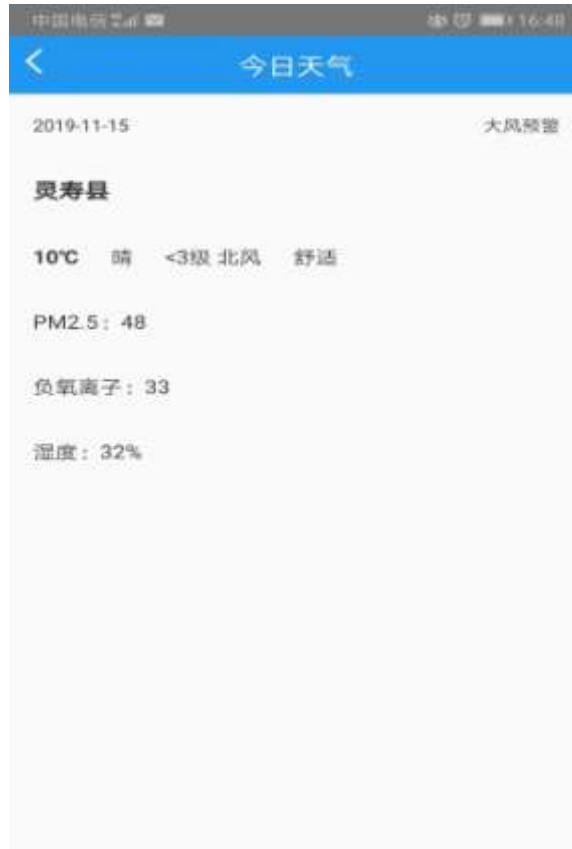 中国电信 16:48
今日天气
2019-11-15 大风预警
灵寿县
10℃ 晴 <3级 北风 舒适
PM2.5：48
负氧离子：33
湿度：32%